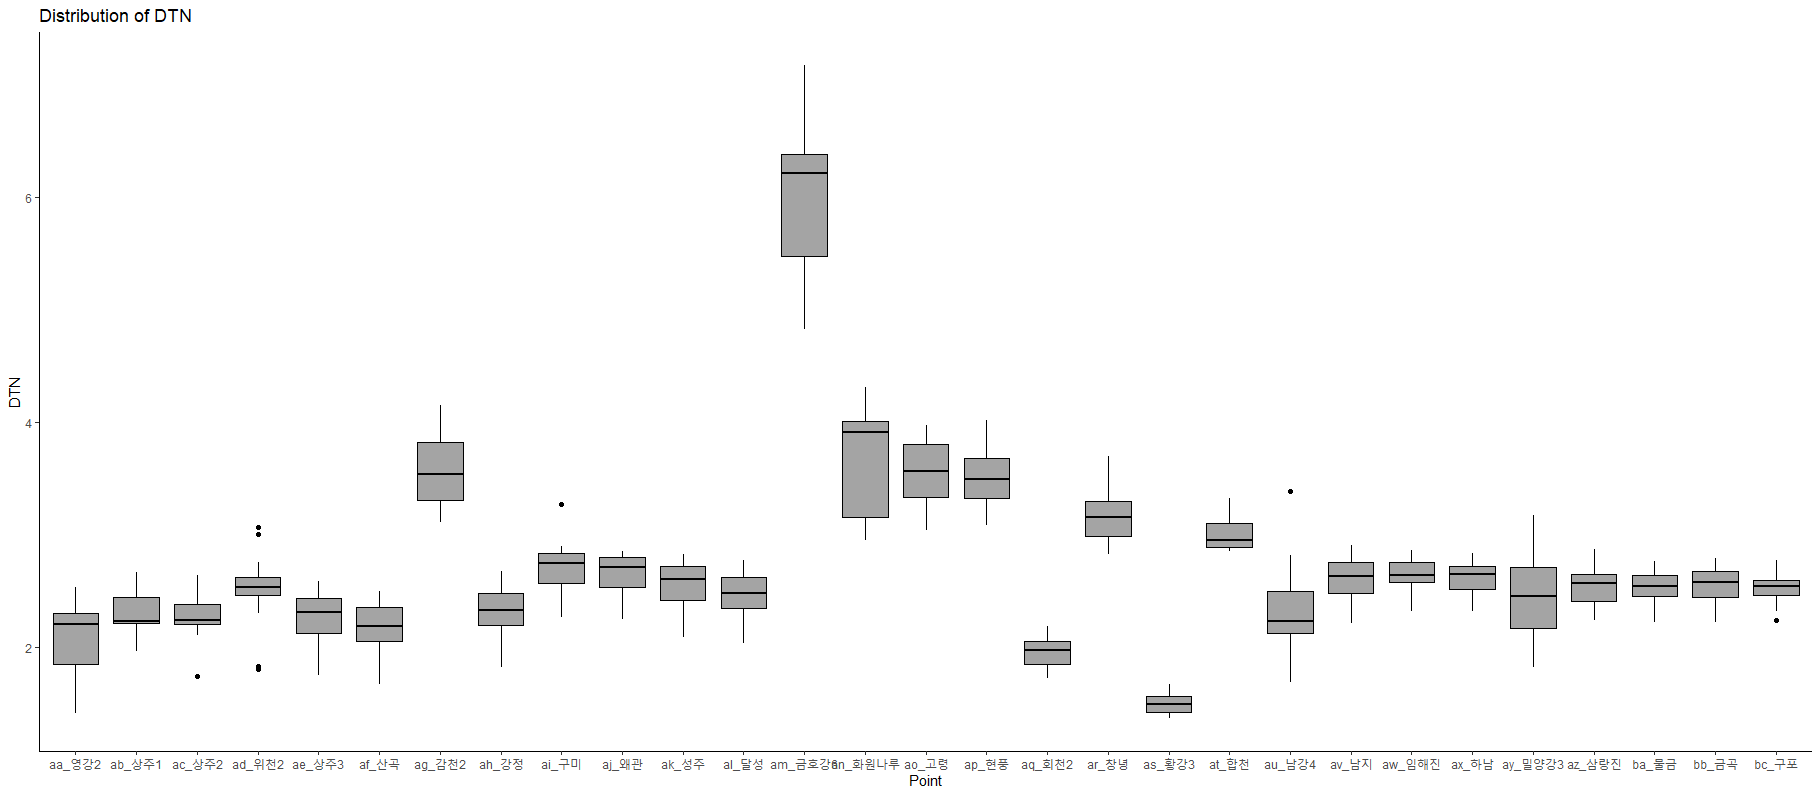 Distribution of DTN
DTN
6
4
2
aa_영강2 ab_상주1 ac_상주2 ad_위천2 ae_상주3 af_산곡 ag_감천2 ah_강정 ai_구미 aj_왜관 ak_성주 al_달성 am_금호강6 an_화원나루 ao_고령 ap_현풍 aq_회천2 ar_창녕 as_황강3 at_합천 au_남강4 av_남지 aw_임해진 ax_하남 ay_밀양강3 az_삼랑진 ba_물금 bb_금곡 bc_구포
Point